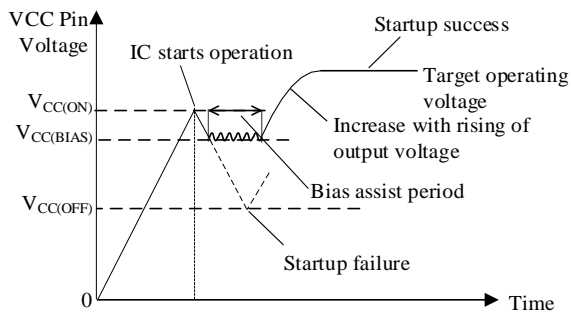 VCC Pin
Voltage
Startup success
IC starts operation
Target operating
voltage
VCC(ON)
Increase with rising of
output voltage
VCC(BIAS)
Bias assist period
VCC(OFF)
Startup failure
0
Time